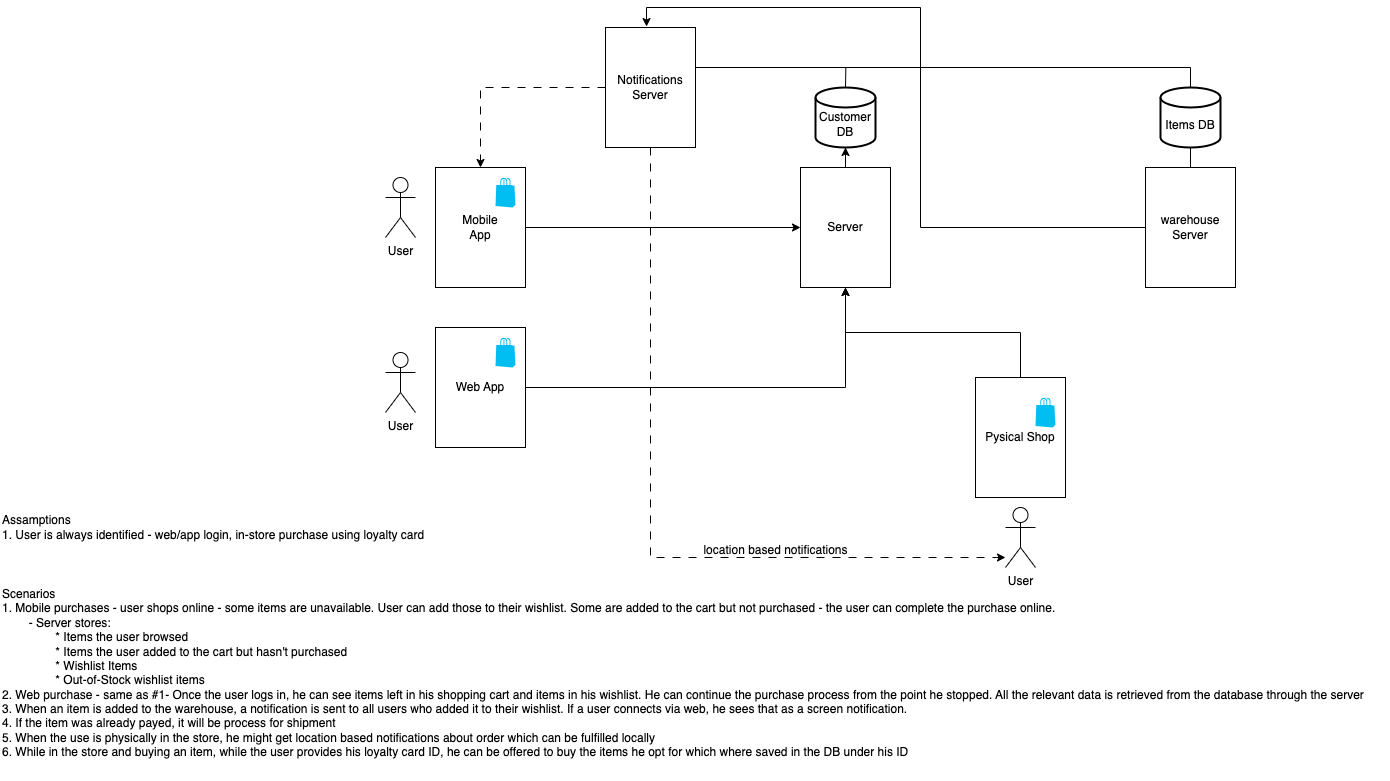 Notifications
Server
Customer
DB
Items DB
Mobile
App
Server
warehouse
Server
User
Web App
User
Pysical Shop
User
location based notifications
Assamptions
1. User is always identified - web/app login, in-store purchase using loyalty card
Scenarios
1. Mobile purchases - user shops online - some items are unavailable. User can add those to their wishlist. Some are added to the cart but not purchased - the user can complete the purchase online.
- Server stores:
* Items the user browsed
* Items the user added to the cart but hasn't purchased
* Wishlist Items
* Out-of-Stock wishlist items
2. Web purchase - same as #1- Once the user logs in, he can see items left in his shopping cart and items in his wishlist. He can continue the purchase process from the point he stopped. All the relevant data is retrieved from the database through the server
3. When an item is added to the warehouse, a notification is sent to all users who added it to their wishlist. If a user connects via web, he sees that as a screen notification.
4. If the item was already payed, it will be process for shipment
5. When the use is physically in the store, he might get location based notifications about order which can be fulfilled locally
6. While in the store and buying an item, while the user provides his loyalty card ID, he can be offered to buy the items he opt for which where saved in the DB under his ID